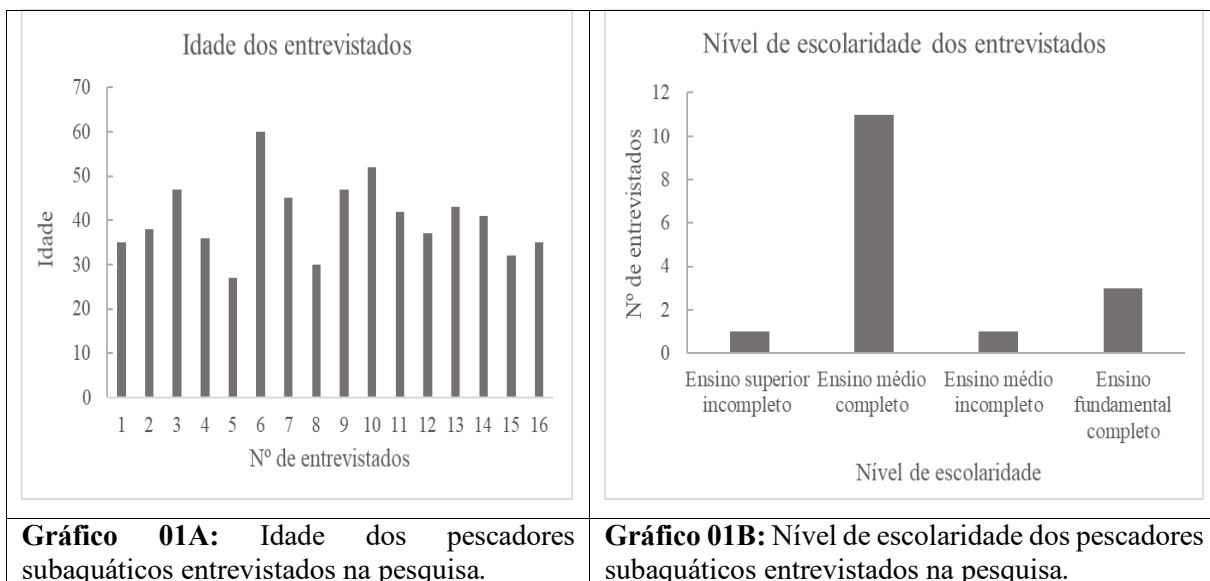 Idade dos entrevistados
70
60
50
40
30
20
10
0
Idade
1 2 3 4 5 6 7 8 9 10 11 12 13 14 15 16
Nº de entrevistados
Gráfico 01A: Idade dos pescadores
subaquáticos entrevistados na pesquisa.
Nível de escolaridade dos entrevistados
12
10
8
6
4
2
0
Nº de entrevistados
Ensino superior Ensino médio Ensino médio Ensino
incompleto completo incompleto fundamental
completo
Nível de escolaridade
Gráfico 01B: Nível de escolaridade dos pescadores
subaquáticos entrevistados na pesquisa.